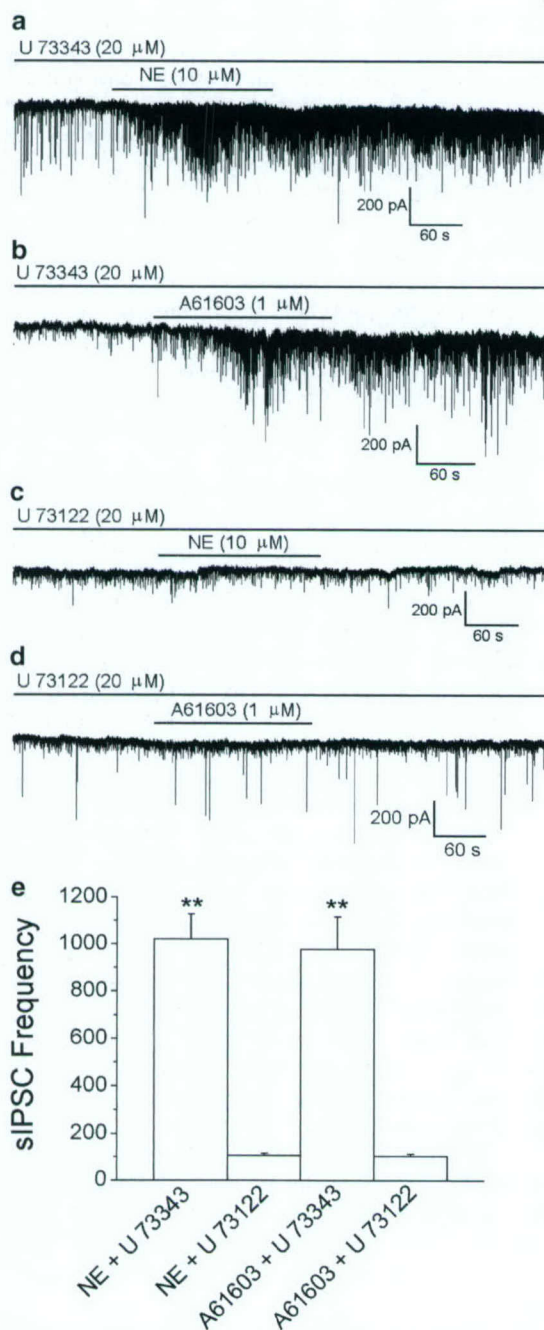 a
U 73343 (20 μM)
NE (10 μM)
200 pA
60 s
b
U 73343 (20 μM)
A61603 (1 μM)
200 pA
60 s
c
U 73122 (20 μM)
NE (10 μM)
200 pA
60 s
d
U 73122 (20 μM)
A61603 (1 μM)
200 pA
60 s
e
sIPSC Frequency
1200
1000
800
600
400
200
0
**
**
NE + U 73343
NE + U 73122
A61603 + U 73343
A61603 + U 73122